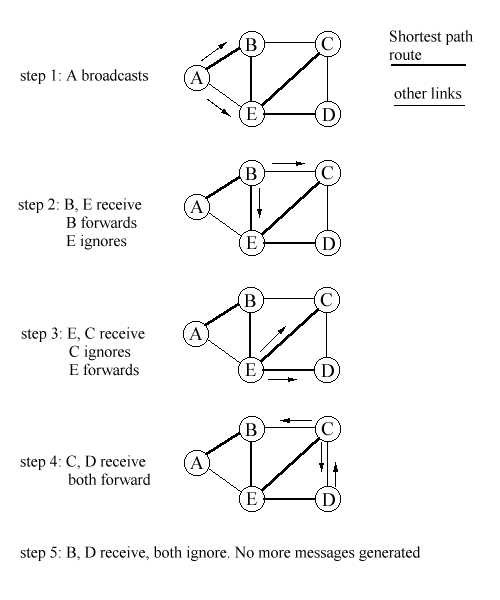 B
C
Shortest path
route
step 1: A broadcasts
A
other links
E
D
B
C
step 2: B, E receive
B forwards
E ignores
A
E
D
B
C
step 3: E, C receive
C ignores
E forwards
A
E
D
B
C
step 4: C, D receive
both forward
A
E
D
step 5: B, D receive, both ignore. No more messages generated